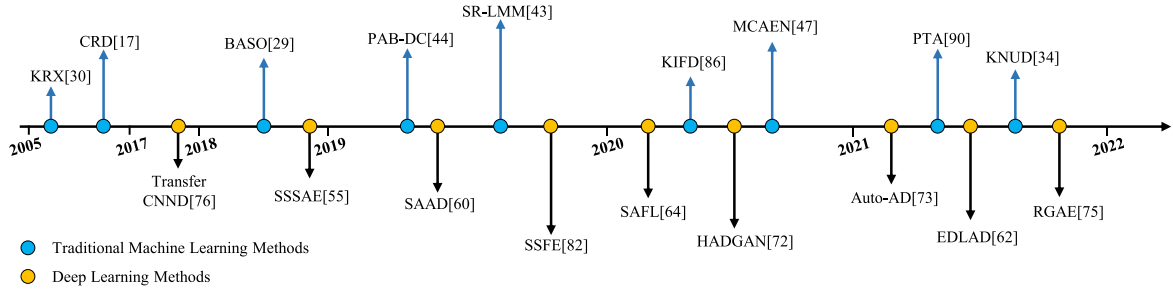 SR-LMM[43]
MCAEN[47]
CRD[17]
BASO[29]
PAB-DC[44]
PTA[90]
KRX[30]
KIFD[86]
KNUD[34]
2005
2017
2018
2019
2020
2021
2022
Transfer
CNND[76]
SSSAE[55]
SAAD[60]
SAFL[64]
Auto-AD[73]
RGAE[75]
SSFE[82]
HADGAN[72]
EDLAD[62]
Traditional Machine Learning Methods
Deep Learning Methods